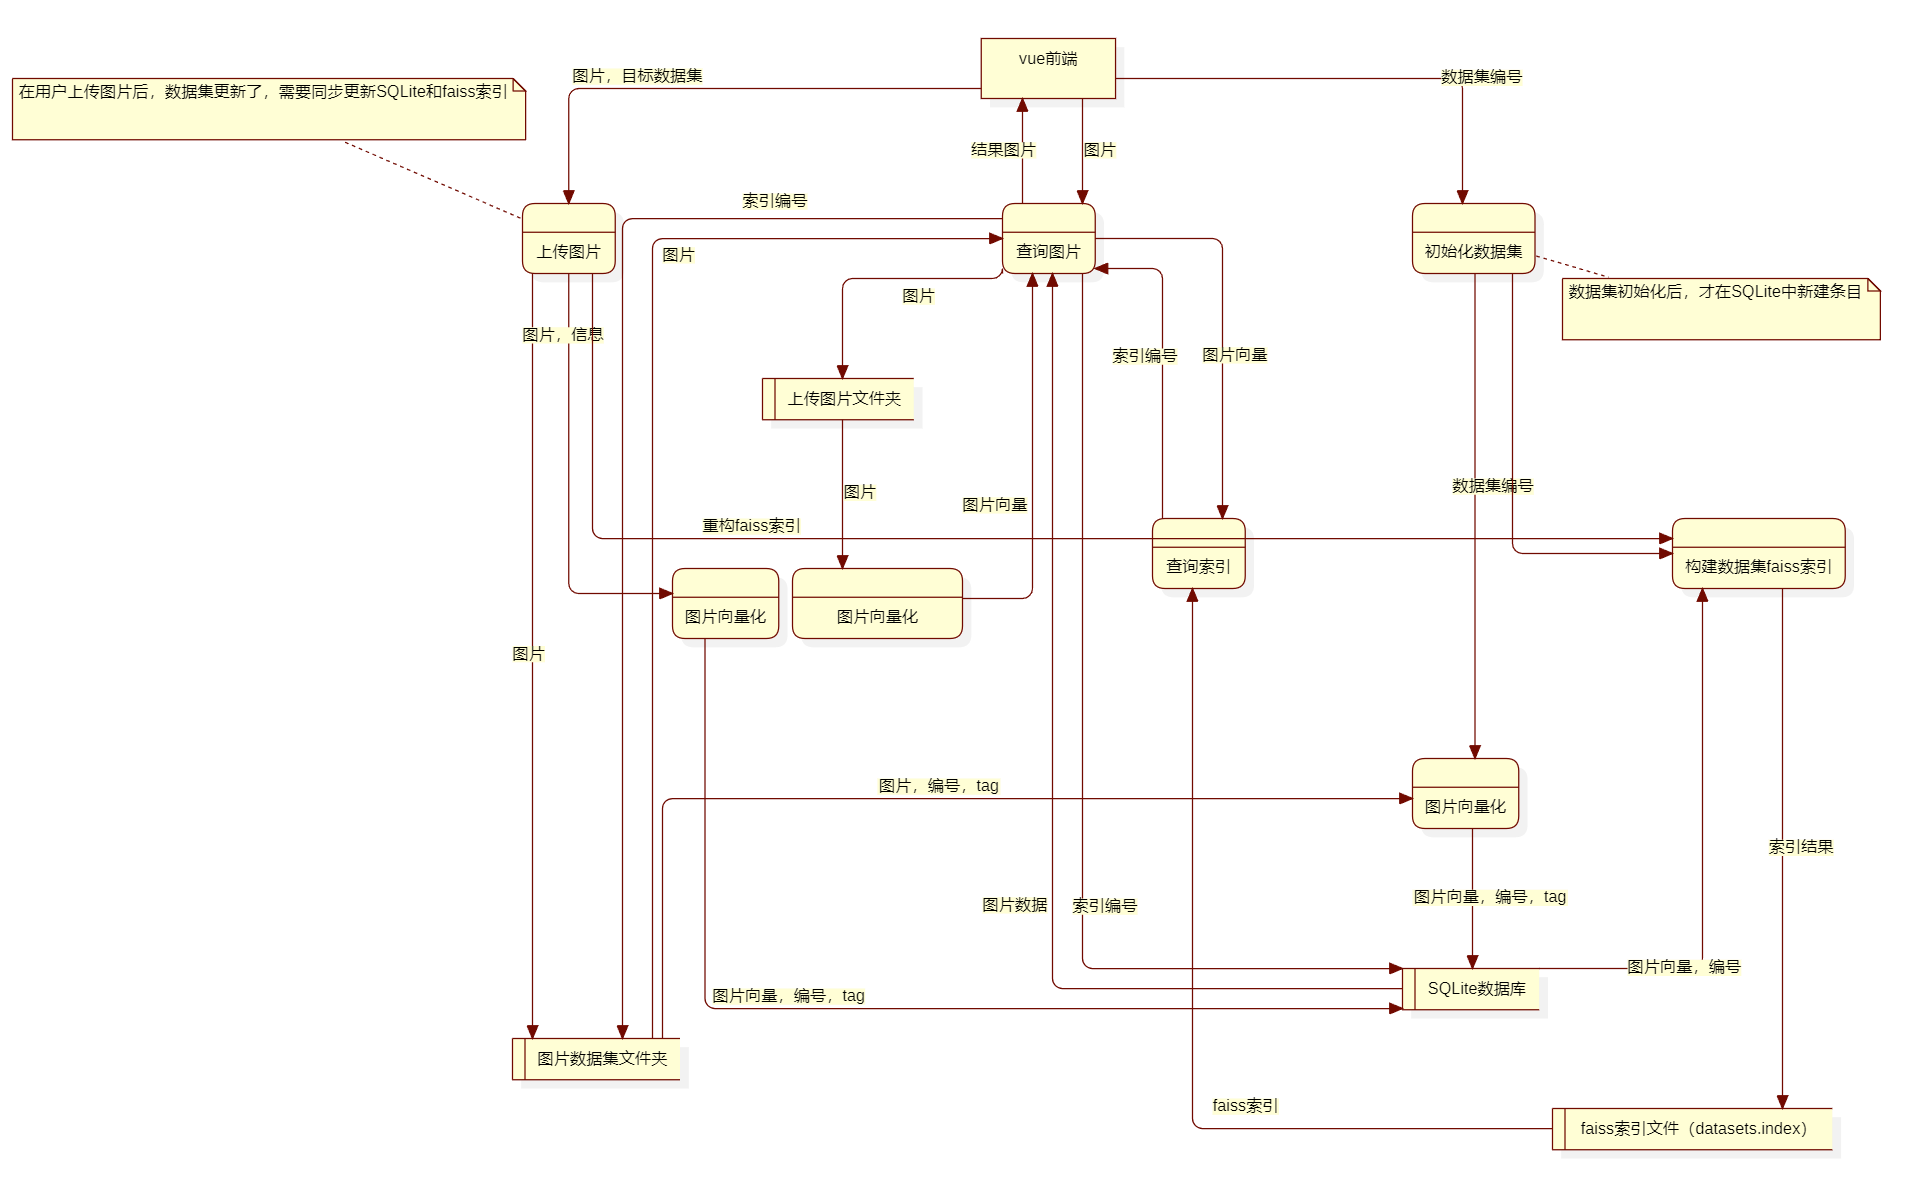 vue前端
图片，目标数据集
数据集编号
在用户上传图片后，数据集更新了，需要同步更新SQLite和faiss索引
结果图片
图片
索引编号
上传图片
图片
查询图片
初始化数据集
图片
数据集初始化后，才在SQLite中新建条目
图片，信息
索引编号
图片向量
上传图片文件夹
数据集编号
图片
图片向量
重构faiss索引
查询索引
构建数据集faiss索引
图片向量化
图片向量化
图片
图片，编号，tag
图片向量化
索引结果
图片向量，编号，tag
图片数据
索引编号
图片向量，编号
SQLite数据库
图片向量，编号，tag
图片数据集文件夹
faiss索引
faiss索引文件（datasets.index）